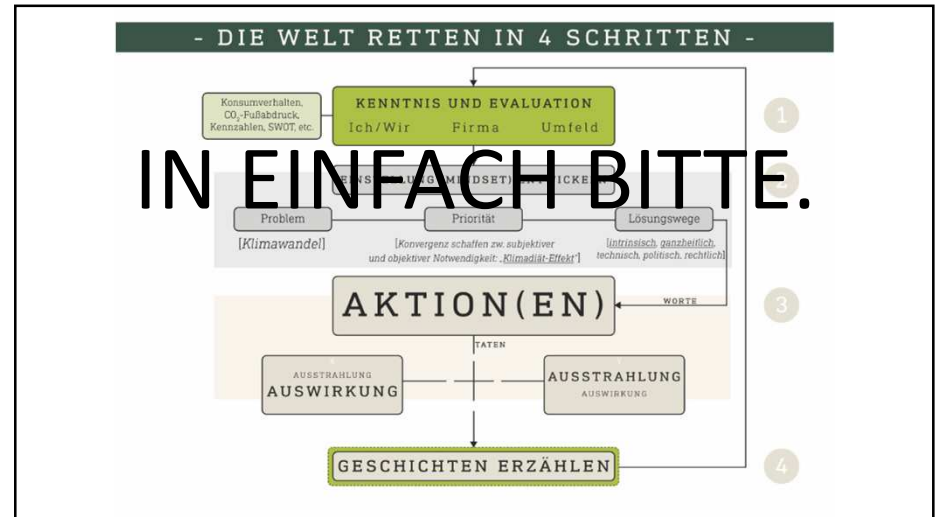 - DIE WELT RETTEN IN 4 SCHRITTEN -
Konsumverhalten,
CO₂-Fußabdruck,
Kennzahlen, SWOT, etc.
KENNTNIS UND EVALUATION
Ich/Wir Firma Umfeld
1
IN EINFACH BITTE.
2
Problem
Priorität
Lösungswege
[Klimawandel]
[Konvergenz schaffen zw. subjektiver
und objektiver Notwendigkeit: „Klimadiät-Effekt"]
[intrinsisch, ganzheitlich,
technisch, politisch, rechtlich]
AKTION(EN)
WORTE
3
TATEN
AUSSTRAHLUNG
AUSWIRKUNG
AUSSTRAHLUNG
AUSWIRKUNG
GESCHICHTEN ERZÄHLEN
4